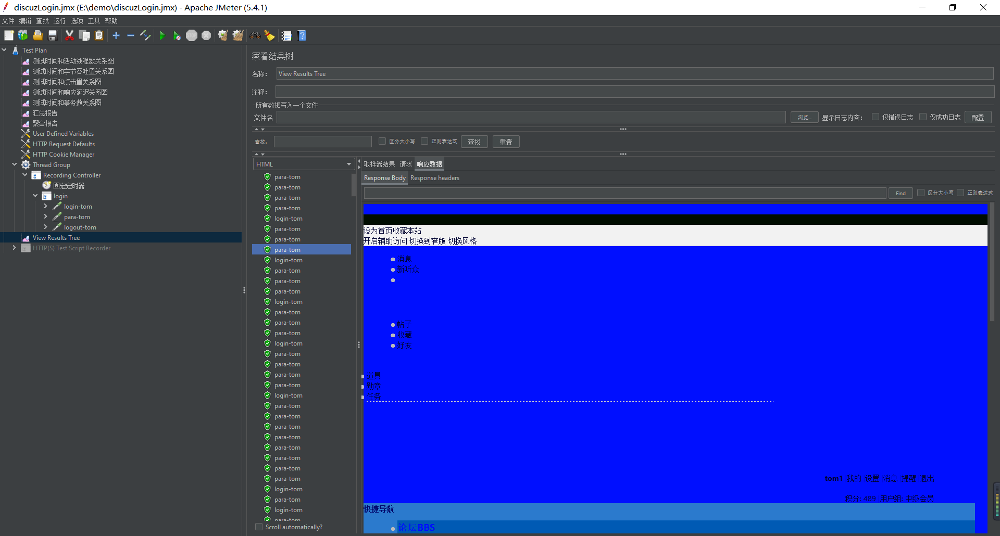 discuzLogin.jmx (E:\demo\discuzLogin.jmx) - Apache JMeter (5.4.1)
文件 编辑 查找 运行 选项 工具 帮助
Test Plan
测试时间和活动线程数关系图
测试时间和字节吞吐量关系图
测试时间和点击量关系图
测试时间和响应延迟关系图
测试时间和事务数关系图
汇总报告
聚合报告
User Defined Variables
HTTP Request Defaults
HTTP Cookie Manager
Thread Group
Recording Controller
固定定时器
login
login-tom
para-tom
logout-tom
View Results Tree
HTTP(S) Test Script Recorder
察看结果树
名称: View Results Tree
注释:
所有数据写入一个文件
文件名 浏览... 显示日志内容: 仅错误日志 仅成功日志 配置
查找: 区分大小写 正则表达式 查找 重置
HTML
para-tom
para-tom
para-tom
para-tom
login-tom
para-tom
para-tom
para-tom
login-tom
para-tom
para-tom
para-tom
login-tom
para-tom
para-tom
para-tom
login-tom
para-tom
para-tom
para-tom
para-tom
login-tom
para-tom
para-tom
para-tom
para-tom
para-tom
para-tom
para-tom
para-tom
login-tom
para-tom
login-tom
para-tom
Scroll automatically?
取样器结果 请求 响应数据
Response Body Response headers
Find 区分大小写 正则表达式
设为首页收藏本站
开启辅助访问 切换到窄版 切换风格
消息
新听众
帖子
收藏
好友
道具
勋章
任务
tom1 |我的 |设置 |消息 |提醒 |退出
积分: 489 |用户组: 中级会员
快捷导航
论坛BBS